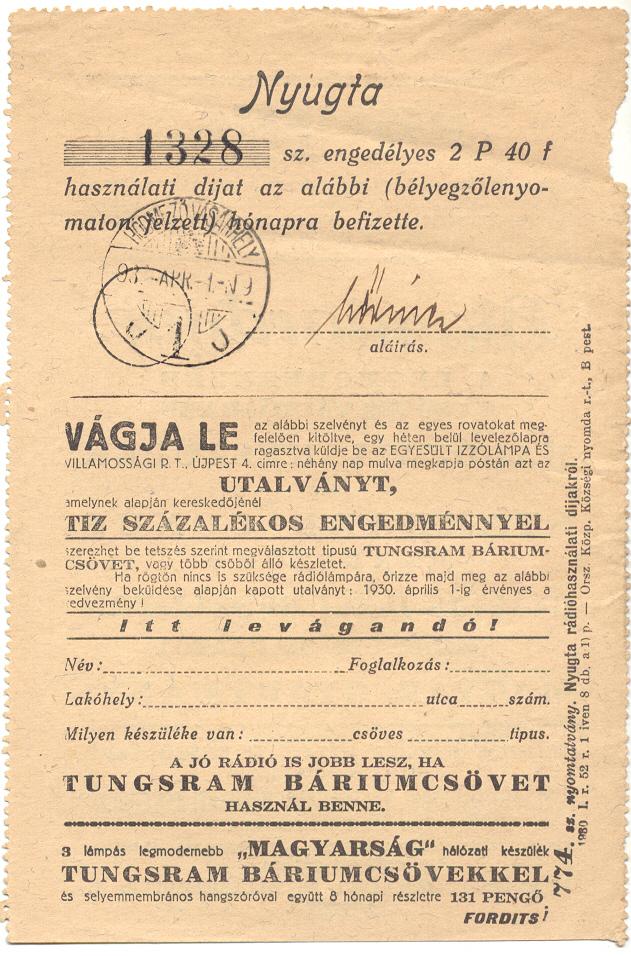 Nyugta
1328 sz. engedélyes 2 P 40 f
használati dijat az alábbi (bélyegzőlenyo-
maton jelzett) hónapra befizette.
HÓDMEZŐVÁSÁRHELY
93. -APR.-1.-N9
1
aláirás.
VÁGJA LE az alábbi szelvényt és az egyes rovatokat meg-
felelően kitöltve, egy héten belül levelezőlapra
ragasztva küldje be az EGYESÜLT IZZÓLÁMPA ÉS
VILLAMOSSÁGI R. T., ÚJPEST 4. cimre: néhány nap mulva megkapja póstán azt az
UTALVÁNYT,
amelynek alapján kereskedőjénél
TIZ SZÁZALÉKOS ENGEDMÉNNYEL
szerezhet be tetszés szerint megválasztott tipusú TUNGSRAM BÁRIUM-
CSÖVET, vagy több csőből álló készletet.
Ha rögtön nincs is szüksége rádiólámpára, őrizze majd meg az alábbi
szelvény beküldése alapján kapott utalványt: 1930. április 1-ig érvényes a
kedvezmény!
Itt levágandó!
Név: Foglalkozás:
Lakóhely: utca szám.
Milyen készüléke van: csöves tipus.
A JÓ RÁDIÓ IS JOBB LESZ, HA
TUNGSRAM BÁRIUMCSÖVET
HASZNÁL BENNE.
3 lámpás legmodernebb „MAGYARSÁG" hálózati készülék
TUNGSRAM BÁRIUMCSÖVEKKEL
és selyemmembrános hangszóróval együtt 8 hónapi részletre 131 PENGŐ
FORDITS!
774. sz. nyomtatvány. Nyugta rádióhasználati dijakról.
1930 I. r. 52 r. 1 iven 8 db. a.1) p. — Orsz. Közp. Községi nyomda r.-t., B pest.